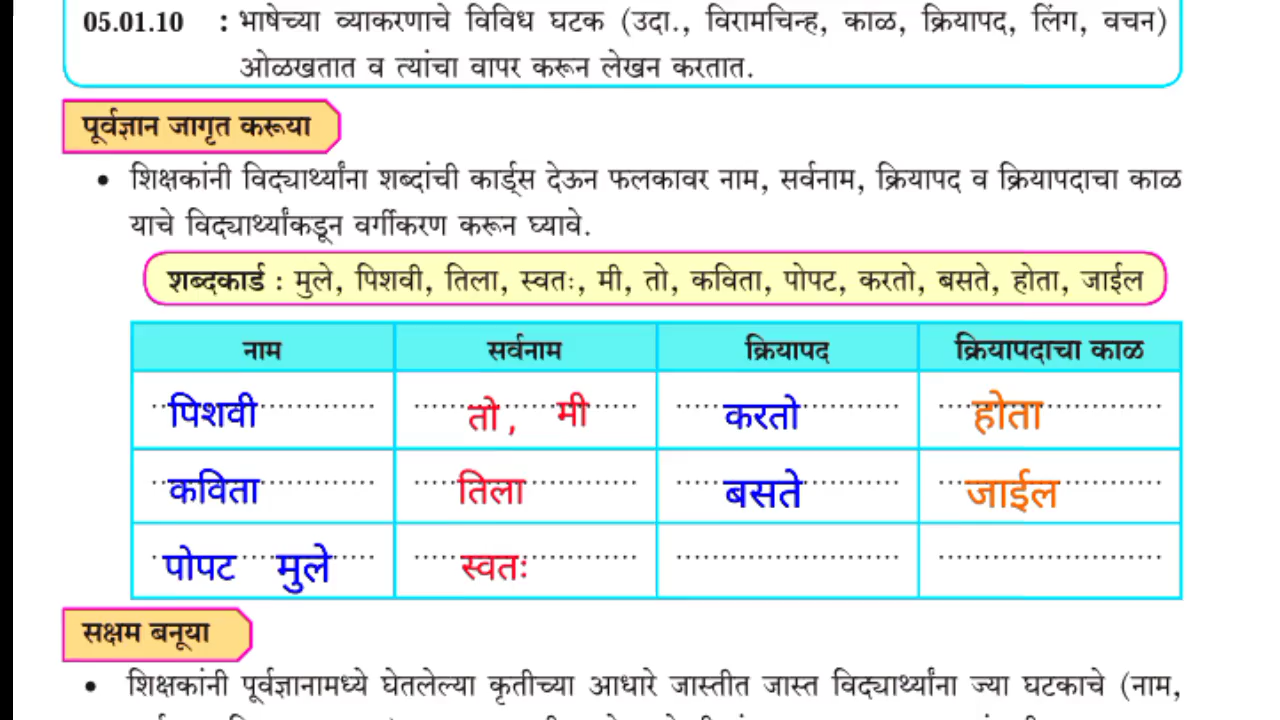 05.01.10 : भाषेच्या व्याकरणाचे विविध घटक (उदा., विरामचिन्ह, काळ, क्रियापद, लिंग, वचन)
ओळखतात व त्यांचा वापर करून लेखन करतात.
पूर्वज्ञान जागृत करूया
• शिक्षकांनी विद्यार्थ्यांना शब्दांची कार्ड्स देऊन फलकावर नाम, सर्वनाम, क्रियापद व क्रियापदाचा काळ
याचे विद्यार्थ्यांकडून वर्गीकरण करून घ्यावे.
शब्दकार्ड : मुले, पिशवी, तिला, स्वतः, मी, तो, कविता, पोपट, करतो, बसते, होता, जाईल
नाम सर्वनाम क्रियापद क्रियापदाचा काळ
पिशवी तो, मी करतो होता
कविता तिला बसते जाईल
पोपट मुले स्वतः
सक्षम बनूया
• शिक्षकांनी पूर्वज्ञानामध्ये घेतलेल्या कृतीच्या आधारे जास्तीत जास्त विद्यार्थ्यांना ज्या घटकाचे (नाम,